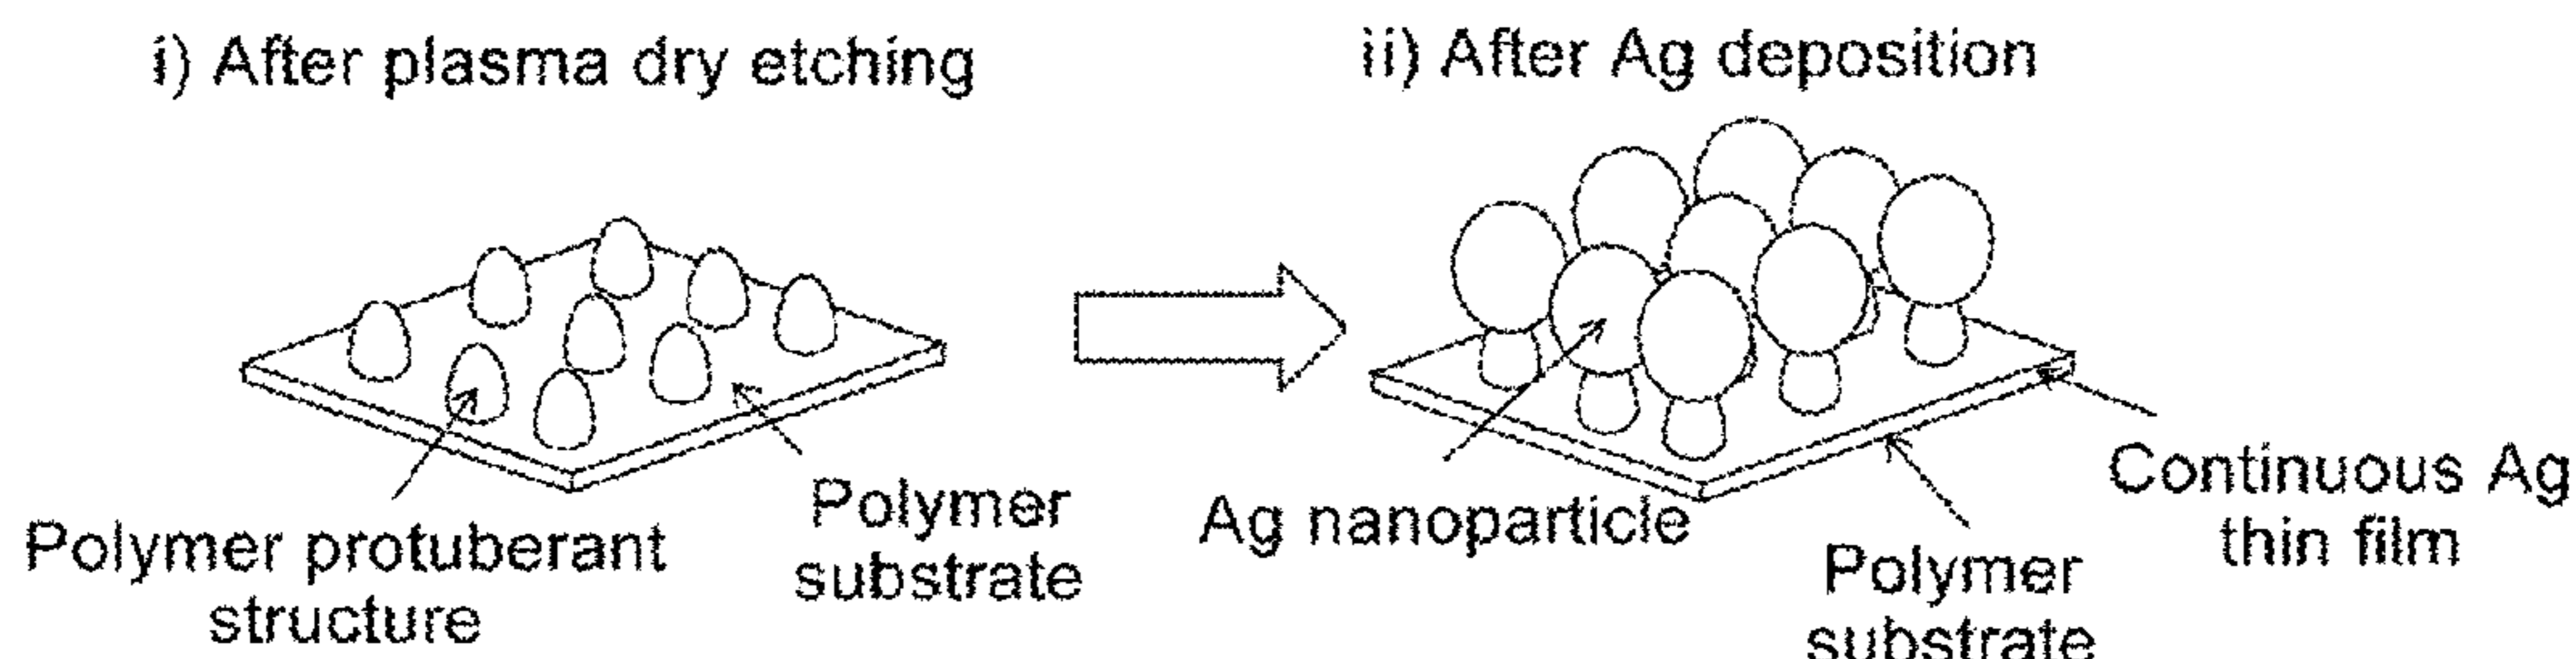 i) After plasma dry etching
ii) After Ag deposition
Polymer protuberant
structure
Polymer
substrate
Ag nanoparticle
Polymer
substrate
Continuous Ag
thin film